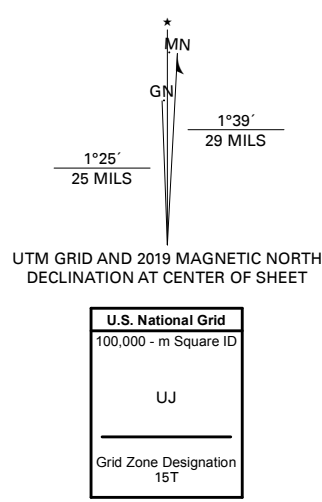 ★
MN
GN
1°39´
29 MILS
1°25´
25 MILS
UTM GRID AND 2019 MAGNETIC NORTH
DECLINATION AT CENTER OF SHEET
U.S. National Grid
100,000 - m Square ID
UJ
Grid Zone Designation
15T